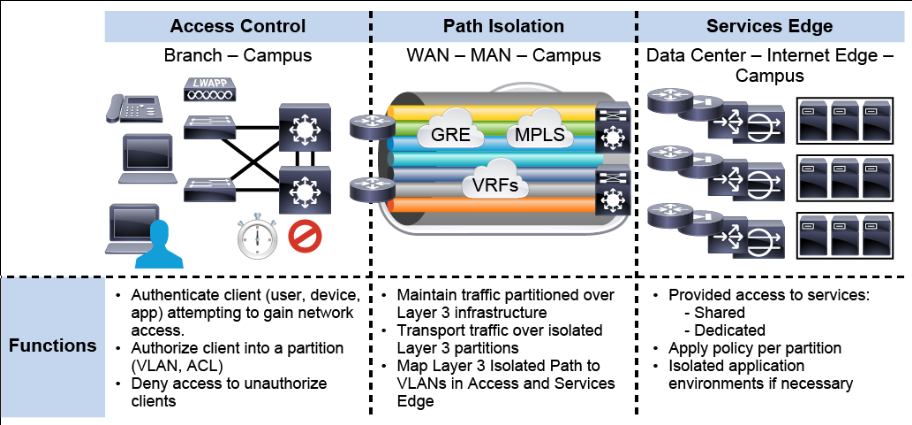 Access Control
Path Isolation
Services Edge
Branch – Campus
WAN – MAN – Campus
Data Center – Internet Edge –
Campus
LWAPP
GRE
MPLS
VRFs
Functions
• Authenticate client (user, device,
app) attempting to gain network
access.
• Authorize client into a partition
(VLAN, ACL)
• Deny access to unauthorize
clients
• Maintain traffic partitioned over
Layer 3 infrastructure
• Transport traffic over isolated
Layer 3 partitions
• Map Layer 3 Isolated Path to
VLANs in Access and Services
Edge
• Provided access to services:
- Shared
- Dedicated
• Apply policy per partition
• Isolated application
environments if necessary